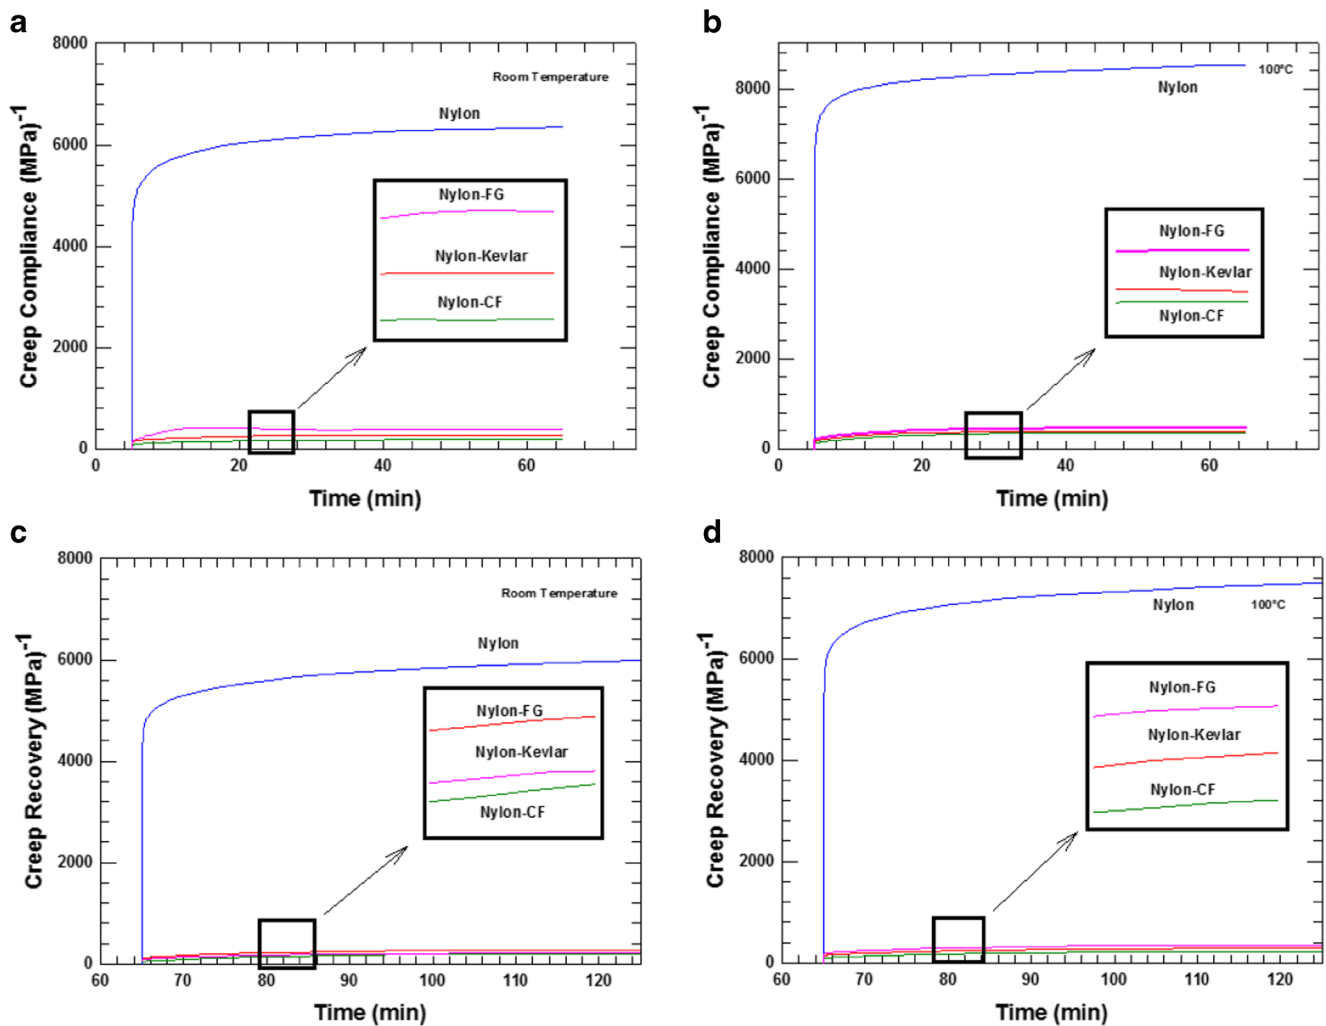 a
8000
6000
4000
2000
0
Creep Compliance (MPa)-1
Room Temperature
Nylon
Nylon-FG
Nylon-Kevlar
Nylon-CF
0 20 40 60
Time (min)
b
8000
6000
4000
2000
0
Creep Compliance (MPa)-1
100°C
Nylon
Nylon-FG
Nylon-Kevlar
Nylon-CF
0 20 40 60
Time (min)
c
8000
6000
4000
2000
0
Creep Recovery (MPa)-1
Room Temperature
Nylon
Nylon-FG
Nylon-Kevlar
Nylon-CF
60 70 80 90 100 110 120
Time (min)
d
8000
6000
4000
2000
0
Creep Recovery (MPa)-1
Nylon 100°C
Nylon-FG
Nylon-Kevlar
Nylon-CF
60 70 80 90 100 110 120
Time (min)